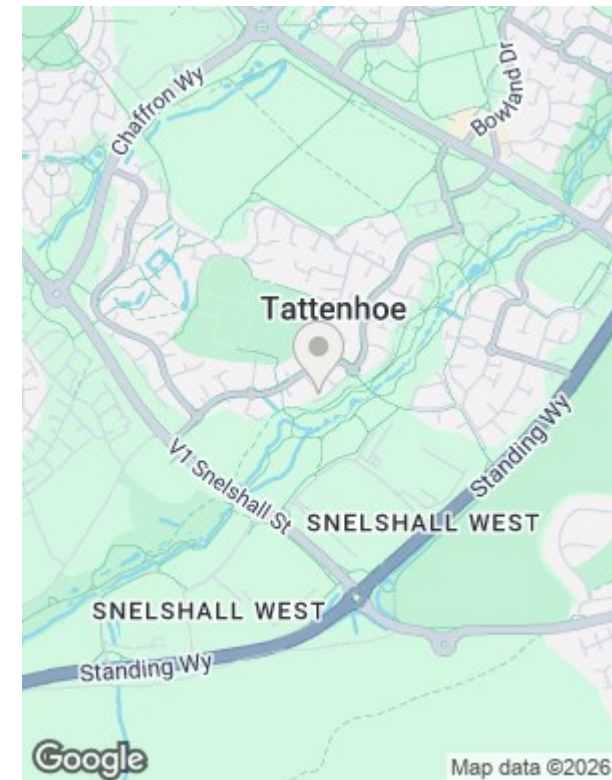 Chaffron Wy
Bowland Dr
Tattenhoe
Standing Wy
V1 Snelshall St
SNELSHALL WEST
SNELSHALL WEST
Standing Wy
Google
Map data ©2026